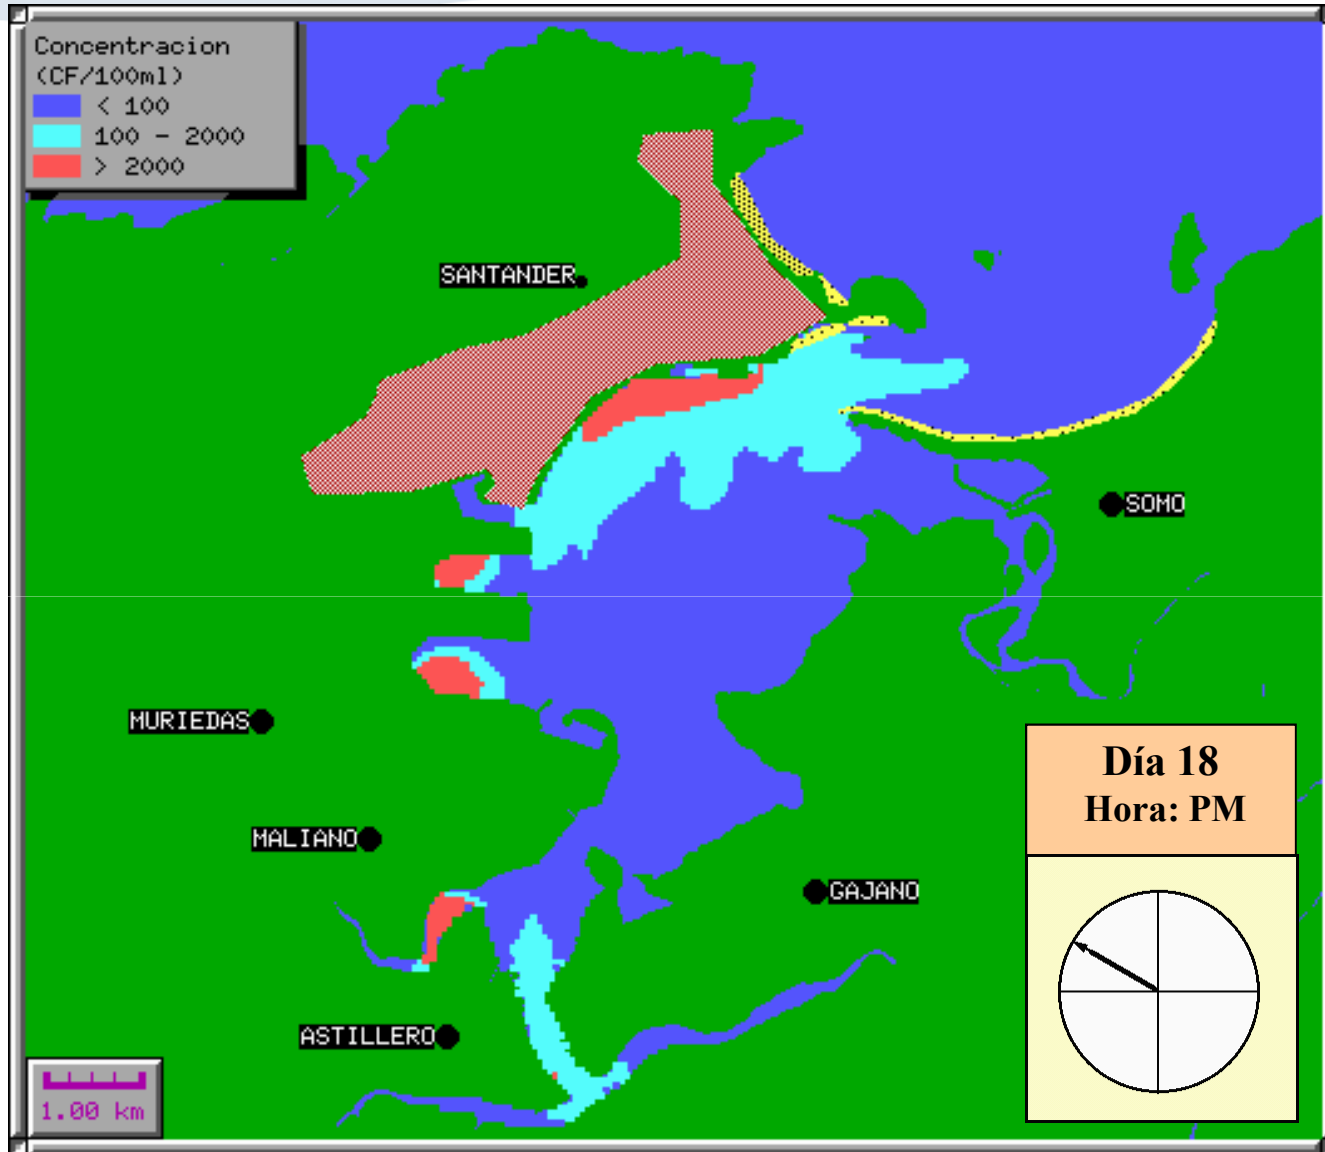 Concentracion
(CF/100ml)
< 100
100 - 2000
> 2000
SANTANDER
SOMO
MURIEDAS
Día 18
Hora: PM
MALIANO
GAJANO
ASTILLERO
1.00 km